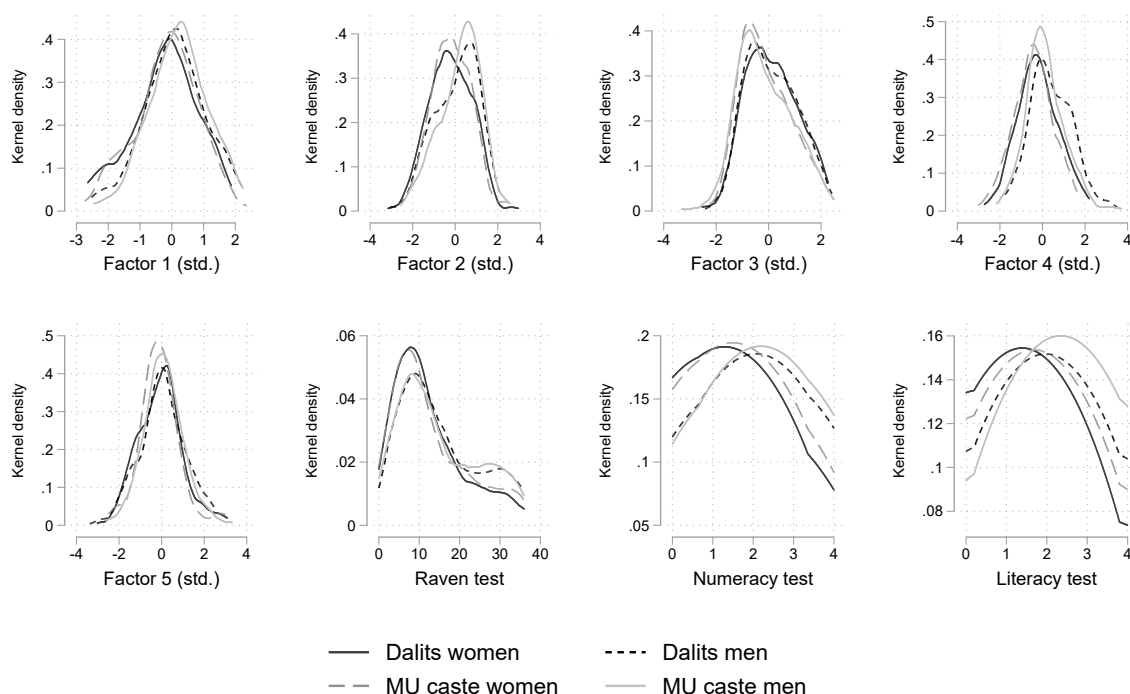 Kernel density
.4
.3
.2
.1
0
-3 -2 -1 0 1 2
Factor 1 (std.)
Kernel density
.4
.3
.2
.1
0
-4 -2 0 2 4
Factor 2 (std.)
Kernel density
.4
.3
.2
.1
0
-4 -2 0 2
Factor 3 (std.)
Kernel density
.5
.4
.3
.2
.1
0
-4 -2 0 2 4
Factor 4 (std.)
Kernel density
.5
.4
.3
.2
.1
0
-4 -2 0 2 4
Factor 5 (std.)
Kernel density
.06
.04
.02
0
0 10 20 30 40
Raven test
Kernel density
.2
.15
.1
.05
0 1 2 3 4
Numeracy test
Kernel density
.16
.14
.12
.1
.08
0 1 2 3 4
Literacy test
Dalits women Dalits men
MU caste women MU caste men